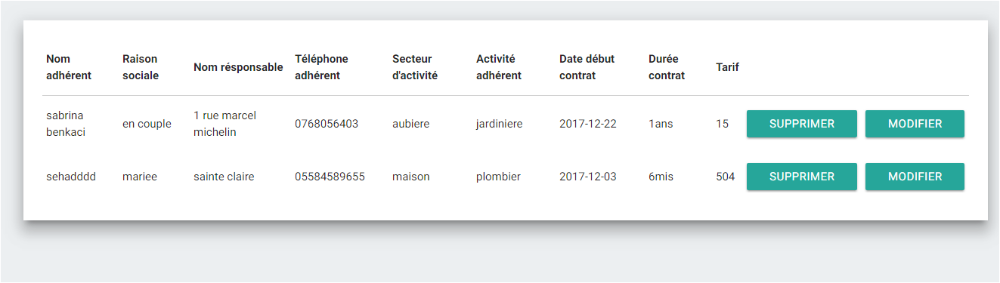 Nom adhérent Raison sociale Nom résponsable Téléphone adhérent Secteur d'activité Activité adhérent Date début contrat Durée contrat Tarif
sabrina benkaci en couple 1 rue marcel michelin 0768056403 aubiere jardiniere 2017-12-22 1ans 15 SUPPRIMER MODIFIER
sehadddd mariee sainte claire 05584589655 maison plombier 2017-12-03 6mis 504 SUPPRIMER MODIFIER